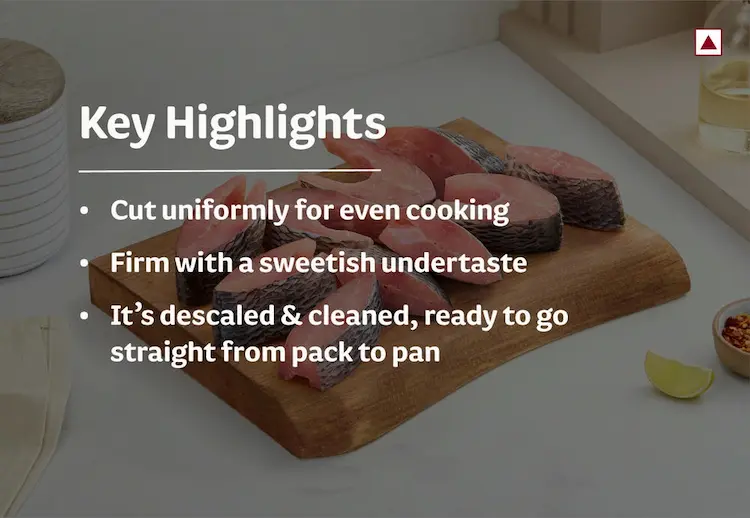 Key Highlights
• Cut uniformly for even cooking
• Firm with a sweetish undertaste
• It’s descaled & cleaned, ready to go
straight from pack to pan